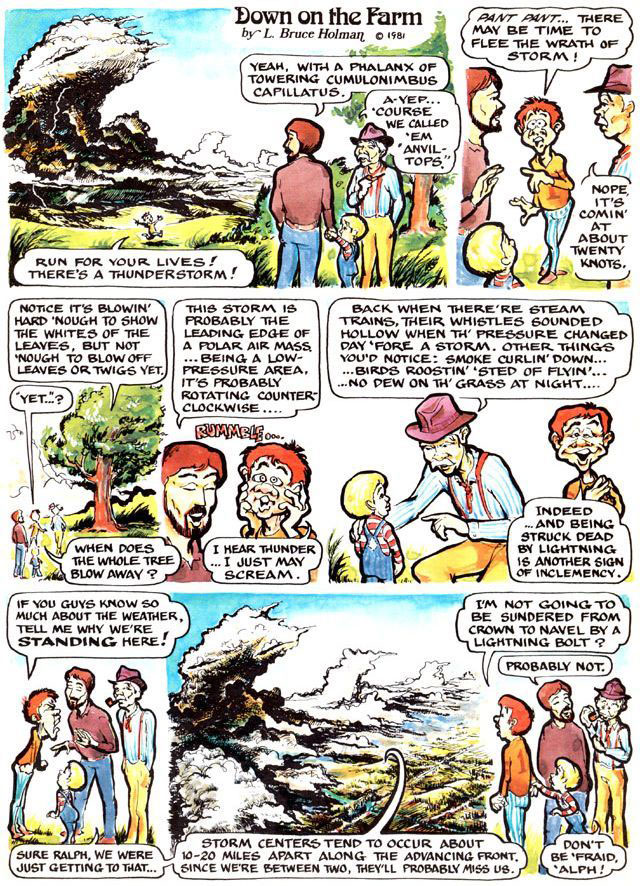 Down on the Farm
by L. Bruce Holman © 1981
YEAH, WITH A PHALANX OF
TOWERING CUMULONIMBUS
CAPILLATUS.
A-YEP...
'COURSE
WE CALLED
'EM
"ANVIL-
TOPS."
RUN FOR YOUR LIVES!
THERE'S A THUNDERSTORM!
PANT PANT... THERE
MAY BE TIME TO
FLEE THE WRATH OF
STORM!
NOPE,
IT'S
COMIN'
AT
ABOUT
TWENTY
KNOTS.
NOTICE IT'S BLOWIN'
HARD 'NOUGH TO SHOW
THE WHITES OF THE
LEAVES, BUT NOT
'NOUGH TO BLOW OFF
LEAVES OR TWIGS YET.
"YET."?
WHEN DOES
THE WHOLE TREE
BLOW AWAY?
THIS STORM IS
PROBABLY THE
LEADING EDGE OF
A POLAR AIR MASS
...BEING A LOW-
PRESSURE AREA,
IT'S PROBABLY
ROTATING COUNTER-
CLOCKWISE....
RUMMBLE...
I HEAR THUNDER
...I JUST MAY
SCREAM.
BACK WHEN THERE'RE STEAM
TRAINS, THEIR WHISTLES SOUNDED
HOLLOW WHEN TH' PRESSURE CHANGED
DAY 'FORE A STORM. OTHER THINGS
YOU'D NOTICE: SMOKE CURLIN' DOWN...
...BIRDS ROOSTIN' 'STED OF FLYIN'...
...NO DEW ON TH' GRASS AT NIGHT....
INDEED
...AND BEING
STRUCK DEAD
BY LIGHTNING
IS ANOTHER SIGN
OF INCLEMENCY.
IF YOU GUYS KNOW SO
MUCH ABOUT THE WEATHER,
TELL ME WHY WE'RE
STANDING HERE!
SURE RALPH, WE WERE
JUST GETTING TO THAT...
STORM CENTERS TEND TO OCCUR ABOUT
10-20 MILES APART ALONG THE ADVANCING FRONT.
SINCE WE'RE BETWEEN TWO, THEY'LL PROBABLY MISS US.
I'M NOT GOING TO
BE SUNDERED FROM
CROWN TO NAVEL BY A
LIGHTNING BOLT?
PROBABLY NOT.
DON'T
BE 'FRAID,
'ALPH!